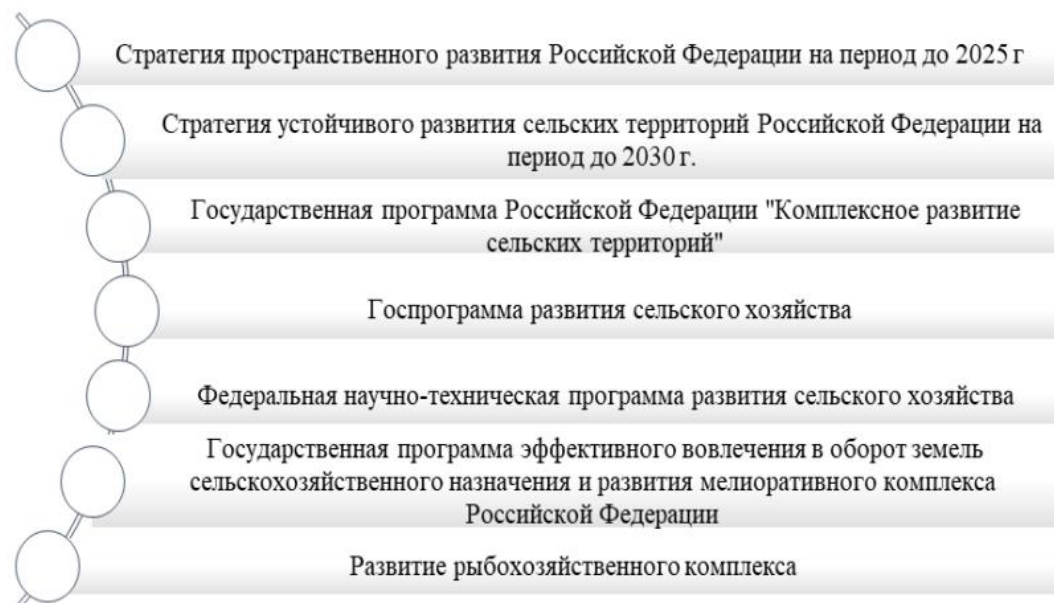 Стратегия пространственного развития Российской Федерации на период до 2025 г
Стратегия устойчивого развития сельских территорий Российской Федерации на
период до 2030 г.
Государственная программа Российской Федерации "Комплексное развитие
сельских территорий"
Госпрограмма развития сельского хозяйства
Федеральная научно-техническая программа развития сельского хозяйства
Государственная программа эффективного вовлечения в оборот земель
сельскохозяйственного назначения и развития мелиоративного комплекса
Российской Федерации
Развитие рыбохозяйственного комплекса